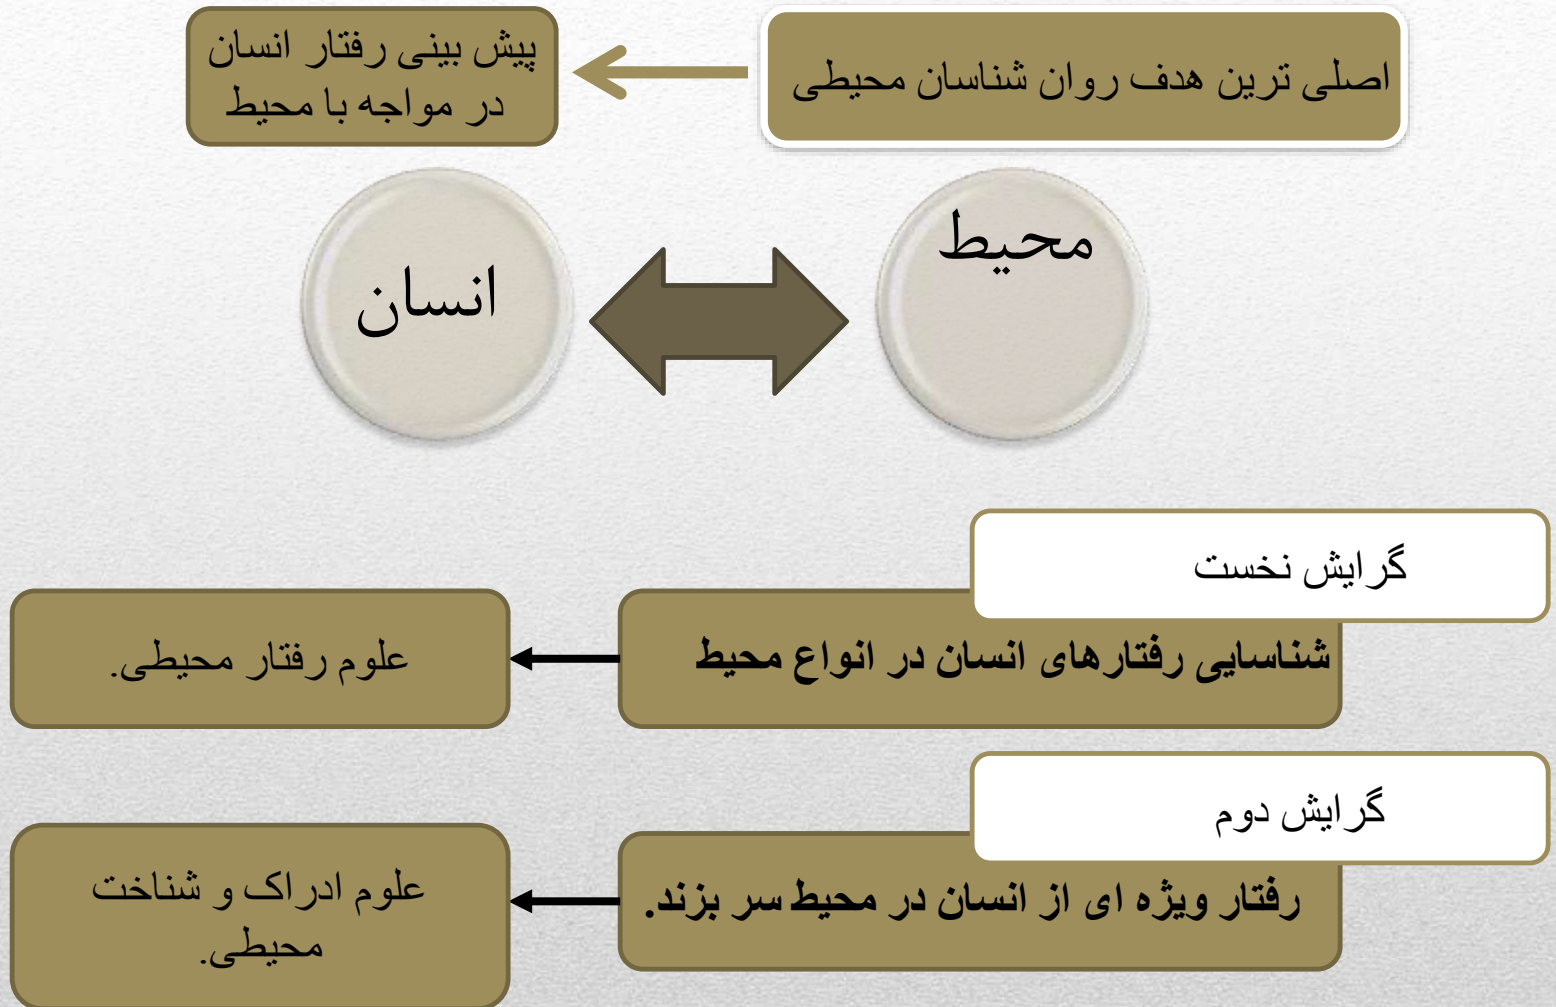 اصلی ترین هدف روان شناسان محیطی
پیش بینی رفتار انسان
در مواجه با محیط
محیط
انسان
گرایش نخست
شناسایی رفتارهای انسان در انواع محیط
علوم رفتار محیطی.
گرایش دوم
رفتار ویژه ای از انسان در محیط سر بزند.
علوم ادراک و شناخت
محیطی.